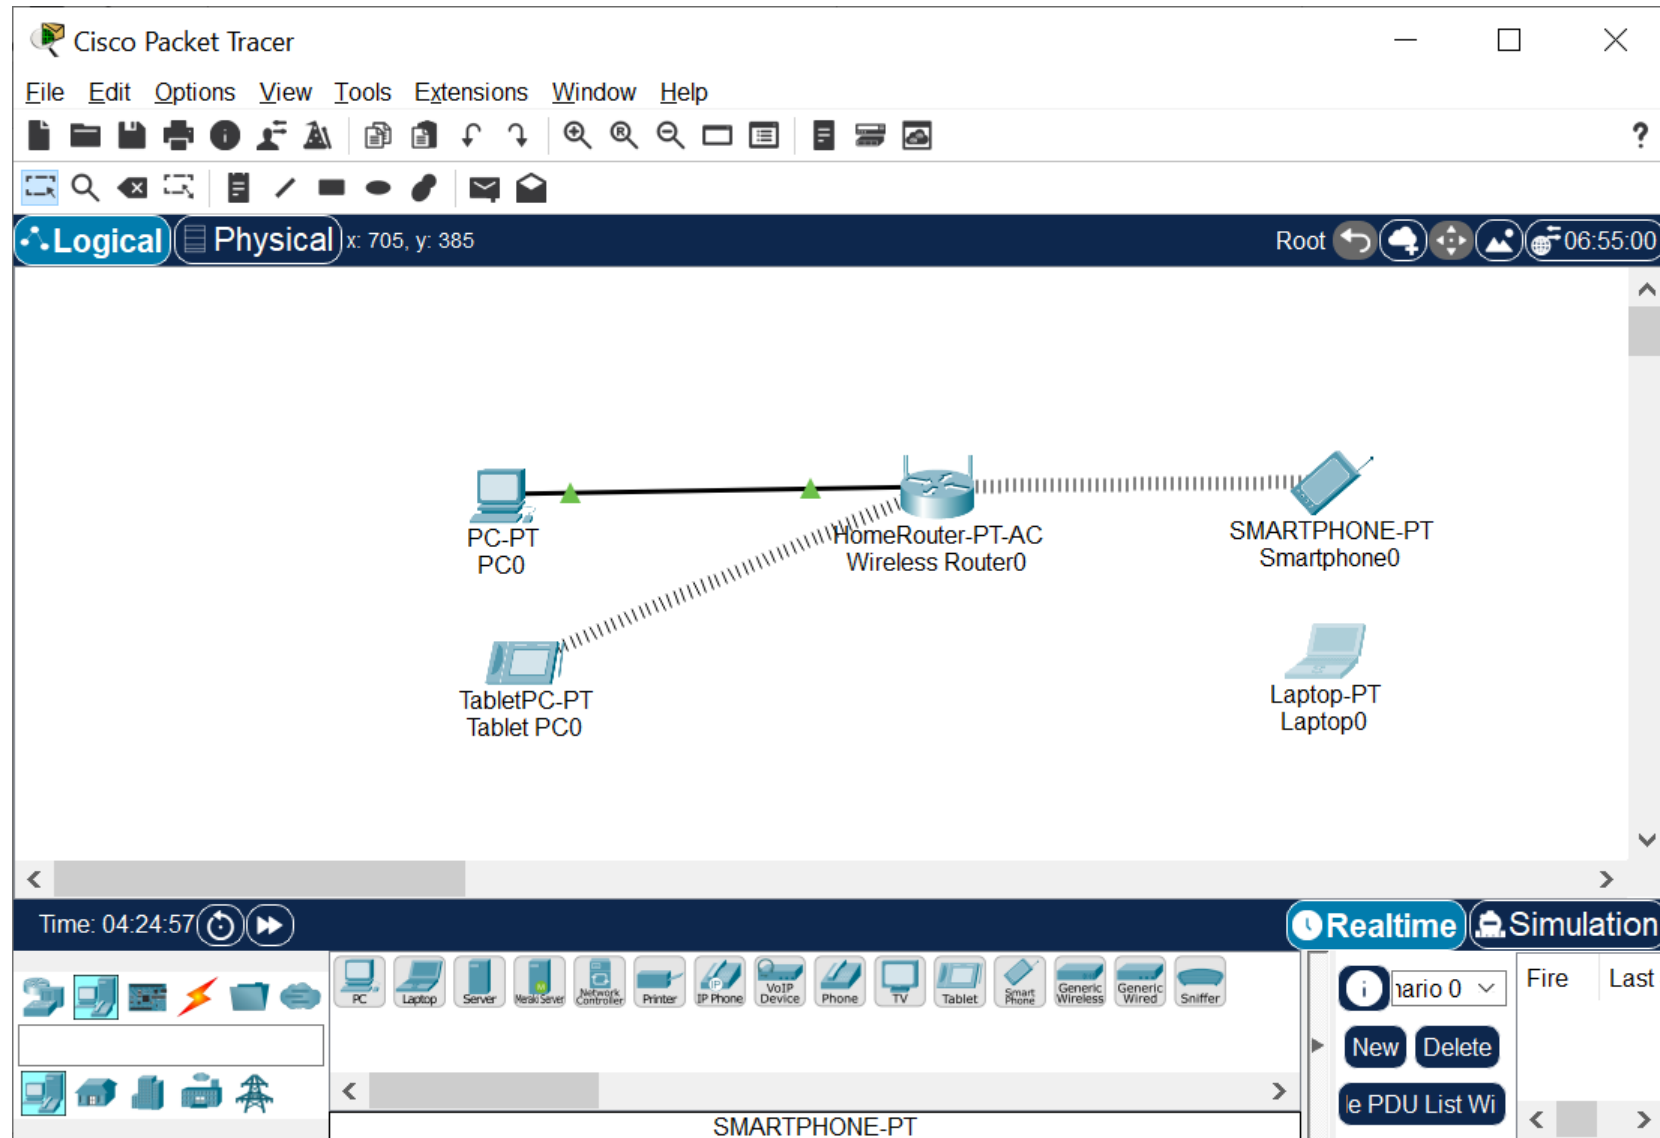 Cisco Packet Tracer
File Edit Options View Tools Extensions Window Help
Logical Physical x: 705, y: 385 Root 06:55:00
PC-PT
PC0
HomeRouter-PT-AC
Wireless Router0
SMARTPHONE-PT
Smartphone0
TabletPC-PT
Tablet PC0
Laptop-PT
Laptop0
Time: 04:24:57 Realtime Simulation
PC Laptop Server Meraki Server Network Controller Printer IP Phone VoIP Device Phone TV Tablet Smart Phone Generic Wireless Generic Wired Sniffer
nario 0 Fire Last
New Delete
le PDU List Wi
SMARTPHONE-PT